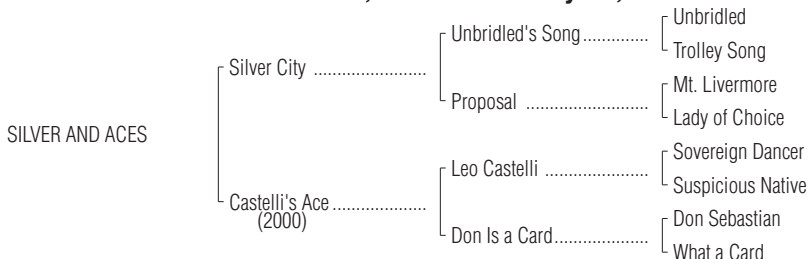 Unbridled
Unbridled's Song..............
Trolley Song
Silver City ........................
Mt. Livermore
Proposal ..........................
Lady of Choice
SILVER AND ACES
Sovereign Dancer
Leo Castelli ......................
Suspicious Native
Castelli's Ace ....................
(2000)
Don Sebastian
Don Is a Card....................
What a Card